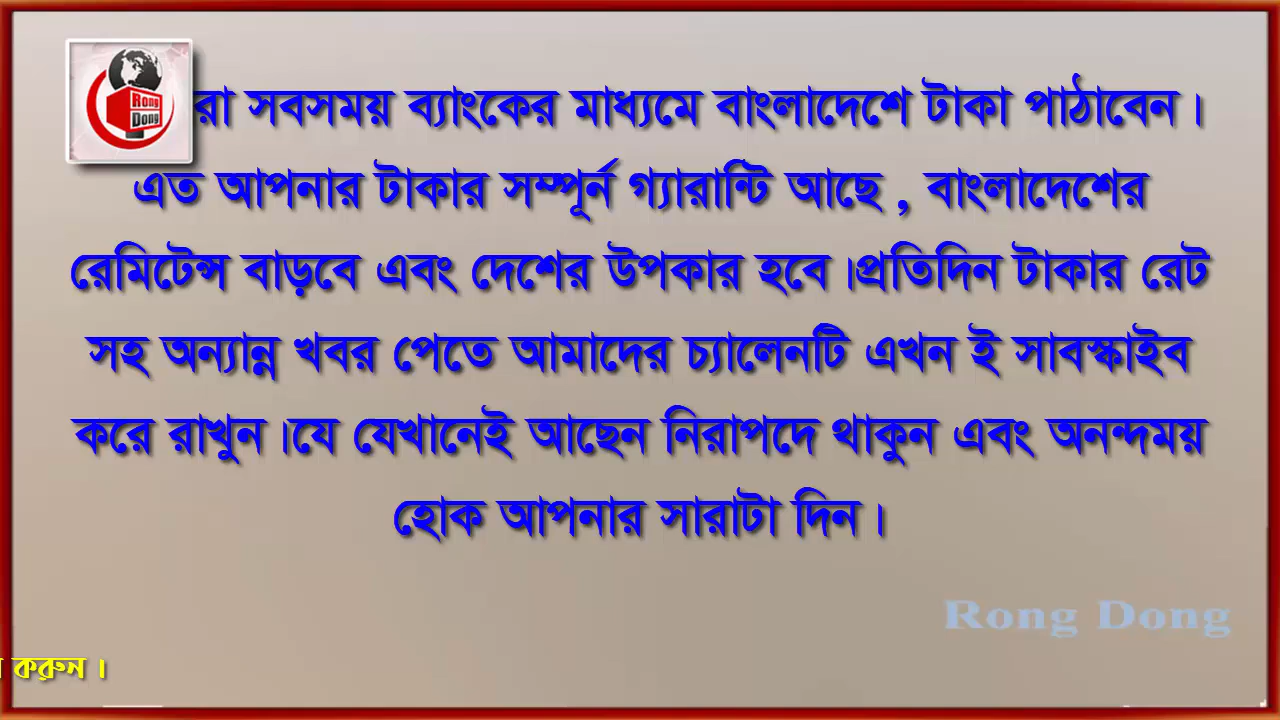 Rong
Dong
রা সবসময় ব্যাংকের মাধ্যমে বাংলাদেশে টাকা পাঠাবেন।
এত আপনার টাকার সম্পূর্ন গ্যারান্টি আছে , বাংলাদেশের
রেমিটেন্স বাড়বে এবং দেশের উপকার হবে।প্রতিদিন টাকার রেট
সহ অন্যান্ন খবর পেতে আমাদের চ্যালেনটি এখন ই সাবস্কাইব
করে রাখুন।যে যেখানেই আছেন নিরাপদে থাকুন এবং অনন্দময়
হোক আপনার সারাটা দিন।
Rong Dong
করুন।